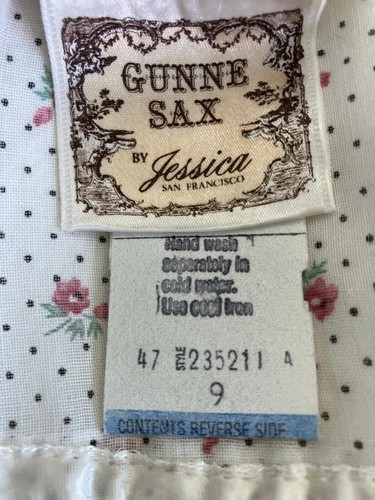 GUNNE
SAX
BY Jessica
SAN FRANCISCO
Hand wash
separately in
cold water.
Use cool iron
47 STYLE 235211 A
9
CONTENTS REVERSE SIDE